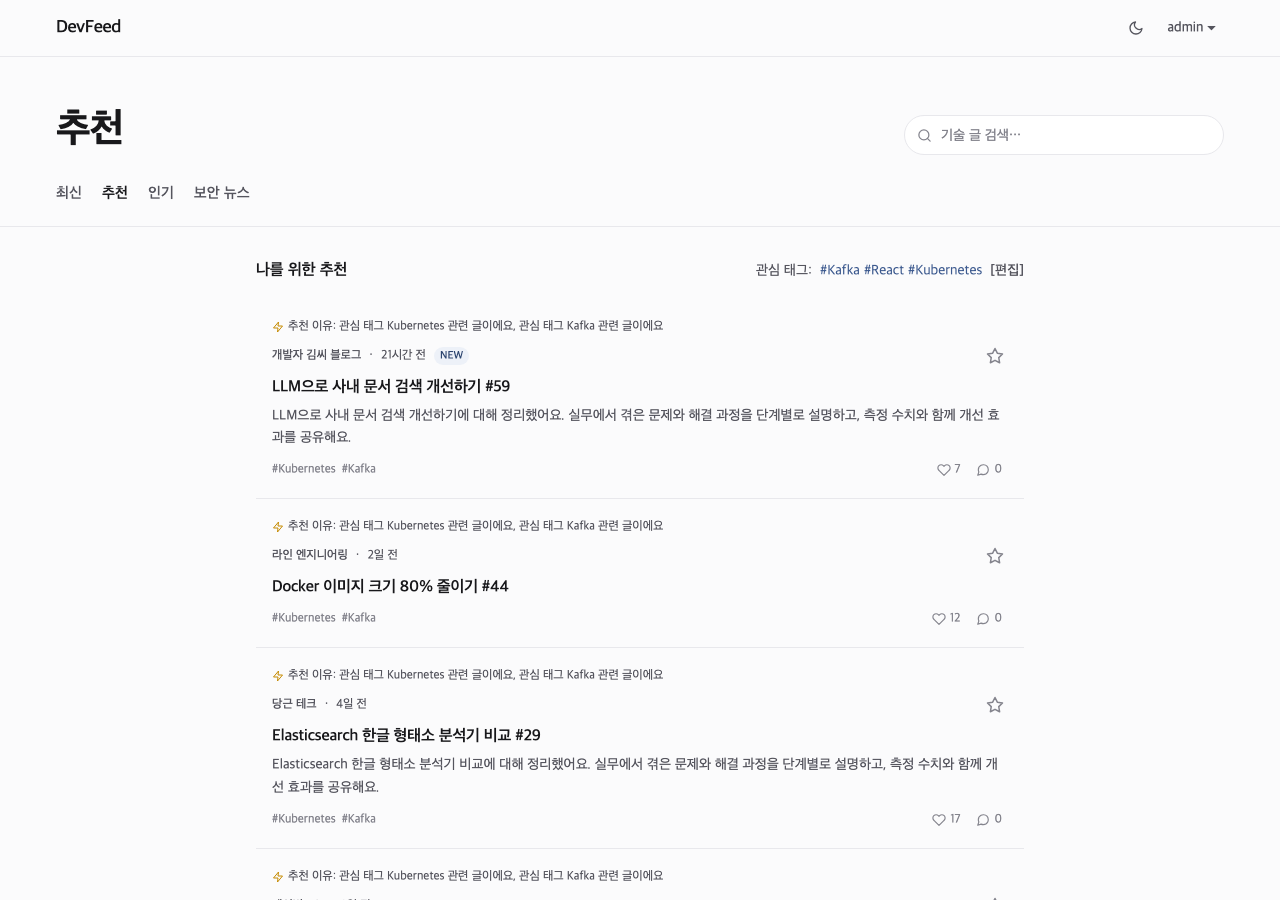 DevFeed
admin
추천
기술 글 검색…
최신 추천 인기 보안 뉴스
나를 위한 추천
관심 태그: #Kafka #React #Kubernetes [편집]
추천 이유: 관심 태그 Kubernetes 관련 글이에요, 관심 태그 Kafka 관련 글이에요
개발자 김씨 블로그 · 21시간 전 NEW
LLM으로 사내 문서 검색 개선하기 #59
LLM으로 사내 문서 검색 개선하기에 대해 정리했어요. 실무에서 겪은 문제와 해결 과정을 단계별로 설명하고, 측정 수치와 함께 개선 효
과를 공유해요.
#Kubernetes #Kafka
7 0
추천 이유: 관심 태그 Kubernetes 관련 글이에요, 관심 태그 Kafka 관련 글이에요
라인 엔지니어링 · 2일 전
Docker 이미지 크기 80% 줄이기 #44
#Kubernetes #Kafka
12 0
추천 이유: 관심 태그 Kubernetes 관련 글이에요, 관심 태그 Kafka 관련 글이에요
당근 테크 · 4일 전
Elasticsearch 한글 형태소 분석기 비교 #29
Elasticsearch 한글 형태소 분석기 비교에 대해 정리했어요. 실무에서 겪은 문제와 해결 과정을 단계별로 설명하고, 측정 수치와 함께 개
선 효과를 공유해요.
#Kubernetes #Kafka
17 0
추천 이유: 관심 태그 Kubernetes 관련 글이에요, 관심 태그 Kafka 관련 글이에요